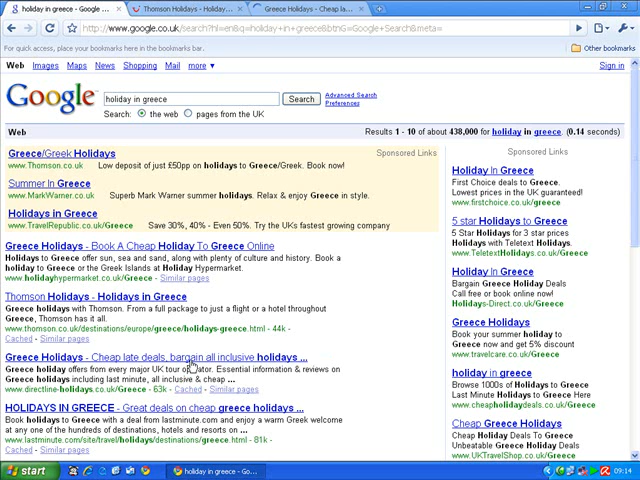 holiday in greece - Google ...
Thomson Holidays - Holiday...
Greece Holidays - Cheap la...
http://www.google.co.uk/search?hl=en&q=holiday+in+greece&btnG=Google+Search&meta=
For quick access, place your bookmarks here in the bookmarks bar.
Other bookmarks
Web Images Maps News Shopping Mail more ▼
Sign in
Google
holiday in greece
Search
Advanced Search
Preferences
Search: the web pages from the UK
Web
Results 1 - 10 of about 438,000 for holiday in greece. (0.14 seconds)
Sponsored Links
Greece/Greek Holidays
www.Thomson.co.uk Low deposit of just £50pp on holidays to Greece/Greek. Book now!
Summer In Greece
www.MarkWarner.co.uk Superb Mark Warner summer holidays. Relax & enjoy Greece in style.
Holidays in Greece
www.TravelRepublic.co.uk/Greece Save 30%, 40% - Even 50%. Try the UKs fastest growing company
Greece Holidays - Book A Cheap Holiday To Greece Online
Holidays to Greece offer sun, sea and sand, along with plenty of culture and history. Book a
holiday to Greece or the Greek Islands at Holiday Hypermarket.
www.holidayhypermarket.co.uk/Greece - Similar pages
Thomson Holidays - Holidays in Greece
Greece holidays with Thomson. From a full package to just a flight or a hotel throughout
Greece, Thomson has it all.
www.thomson.co.uk/destinations/europe/greece/holidays-greece.html - 44k -
Cached - Similar pages
Greece Holidays - Cheap late deals, bargain all inclusive holidays ...
Greece holiday offers from every major UK tour operator. Essential information & reviews on
Greece holidays including last minute, all inclusive & cheap ...
www.directline-holidays.co.uk/Greece - 63k - Cached - Similar pages
HOLIDAYS IN GREECE - Great deals on cheap greece holidays ...
Book holidays to Greece with a deal from lastminute.com and enjoy a warm Greek welcome
at any one of the hundreds of destinations, hotels and resorts on ...
www.lastminute.com/site/travel/holidays/destinations/greece.html - 81k -
Cached - Similar pages
Sponsored Links
Holiday In Greece
First Choice deals to Greece.
Lowest prices in the UK guaranteed!
www.firstchoice.co.uk/greece
5 star Holidays to Greece
5 Star Holidays for 3 star prices
Holidays with Teletext Holidays.
www.TeletextHolidays.co.uk
Holiday In Greece
Bargain Greece Holiday Deals
Call free or book online now!
Holidays-Direct.co.uk/Greece
Greece Holidays
Book your summer holiday to
Greece now and get 5% discount
www.travelcare.co.uk
holiday in greece
Browse 1000s of Holidays to Greece
Last Minute Holidays to Greece Here
www.cheapholidaydeals.co.uk
Cheap Greece Holidays
Cheap Holiday Deals To Greece
Unbeatable Greece Holiday Deals
www.UKTravelShop.co.uk/Greece
start
holiday in greece - Go...
09:14